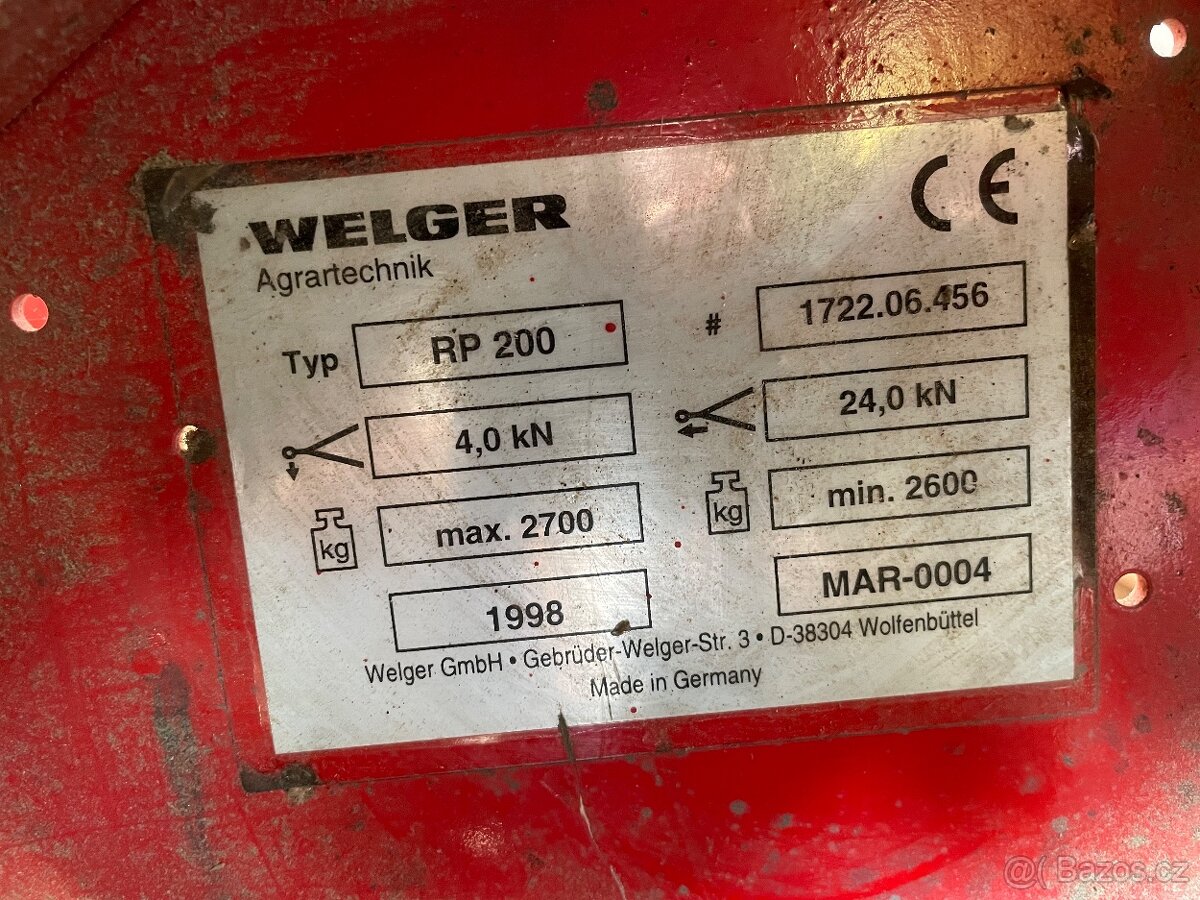 WELGER
Agrartechnik
CE
Typ RP 200 # 1722.06.456
4,0 kN 24,0 kN
kg max. 2700 kg min. 2600
1998 MAR-0004
Welger GmbH • Gebrüder-Welger-Str. 3 • D-38304 Wolfenbüttel
Made in Germany
@( Bazos.cz